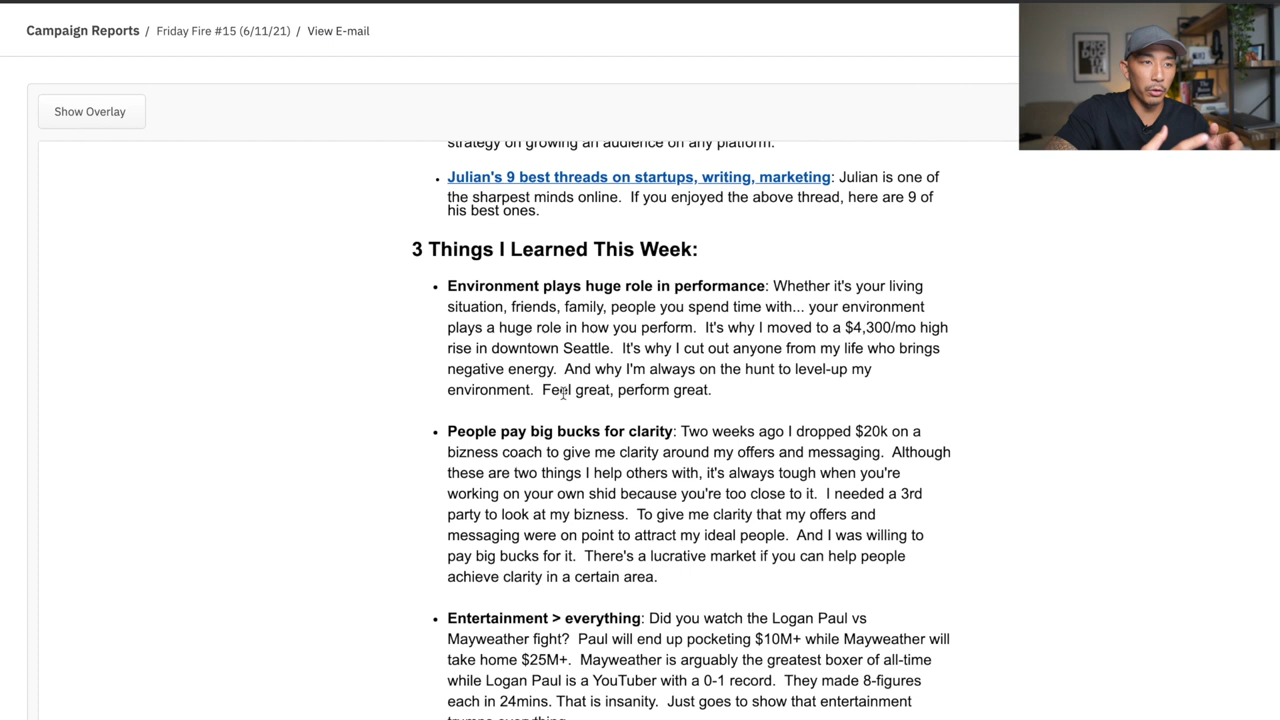 Campaign Reports / Friday Fire #15 (6/11/21) / View E-mail
Show Overlay
strategy on growing an audience on any platform.
Julian's 9 best threads on startups, writing, marketing: Julian is one of
the sharpest minds online. If you enjoyed the above thread, here are 9 of
his best ones.
3 Things I Learned This Week:
• Environment plays huge role in performance: Whether it's your living
situation, friends, family, people you spend time with... your environment
plays a huge role in how you perform. It's why I moved to a $4,300/mo high
rise in downtown Seattle. It's why I cut out anyone from my life who brings
negative energy. And why I'm always on the hunt to level-up my
environment. Feel great, perform great.
• People pay big bucks for clarity: Two weeks ago I dropped $20k on a
bizness coach to give me clarity around my offers and messaging. Although
these are two things I help others with, it's always tough when you're
working on your own shid because you're too close to it. I needed a 3rd
party to look at my bizness. To give me clarity that my offers and
messaging were on point to attract my ideal people. And I was willing to
pay big bucks for it. There's a lucrative market if you can help people
achieve clarity in a certain area.
• Entertainment > everything: Did you watch the Logan Paul vs
Mayweather fight? Paul will end up pocketing $10M+ while Mayweather will
take home $25M+. Mayweather is arguably the greatest boxer of all-time
while Logan Paul is a YouTuber with a 0-1 record. They made 8-figures
each in 24mins. That is insanity. Just goes to show that entertainment
trumps everything.